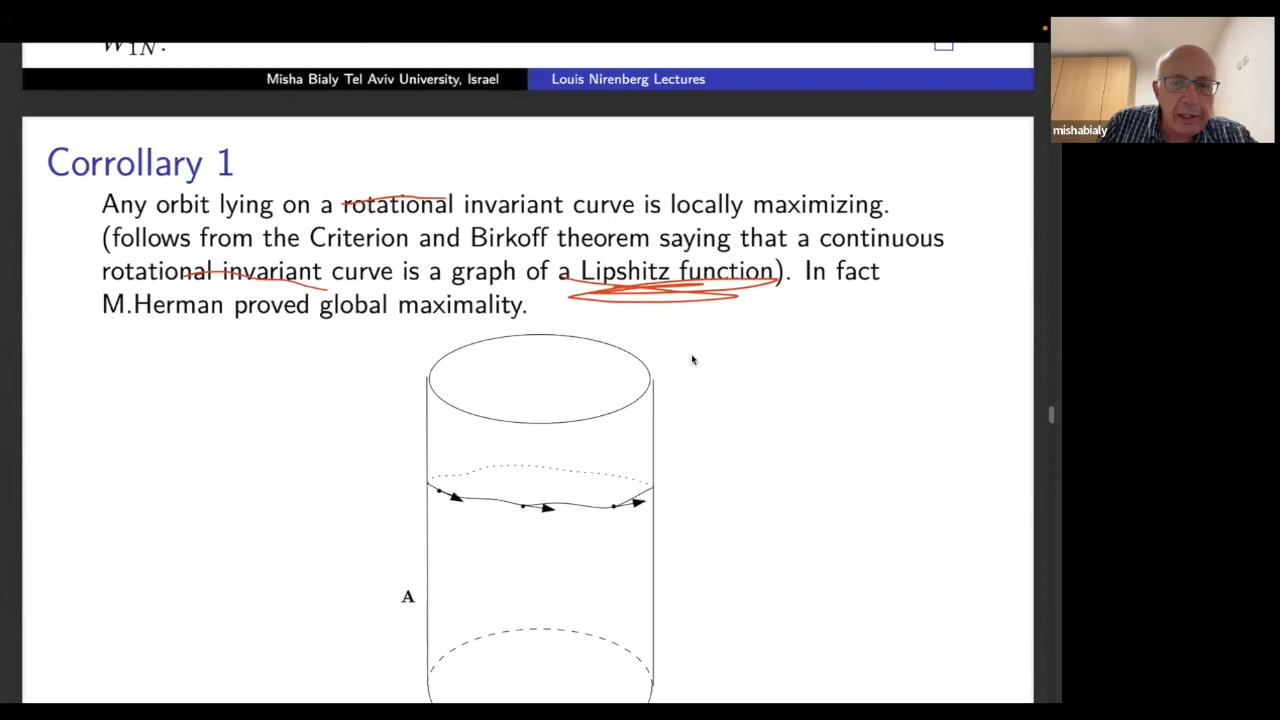 W1N.
Misha Bialy Tel Aviv University, Israel Louis Nirenberg Lectures
mishabialy
Corrollary 1
Any orbit lying on a rotational invariant curve is locally maximizing.
(follows from the Criterion and Birkoff theorem saying that a continuous
rotational invariant curve is a graph of a Lipshitz function). In fact
M.Herman proved global maximality.
A